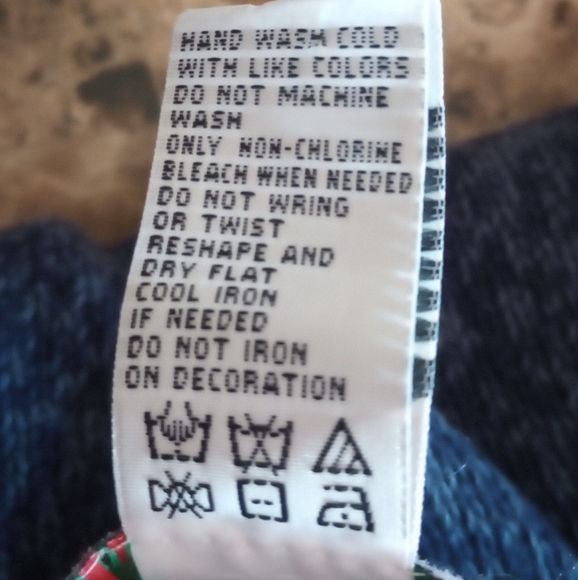 HAND WASH COLD
WITH LIKE COLORS
DO NOT MACHINE
WASH
ONLY NON-CHLORINE
BLEACH WHEN NEEDED
DO NOT WRING
OR TWIST
RESHAPE AND
DRY FLAT
COOL IRON
IF NEEDED
DO NOT IRON
ON DECORATION